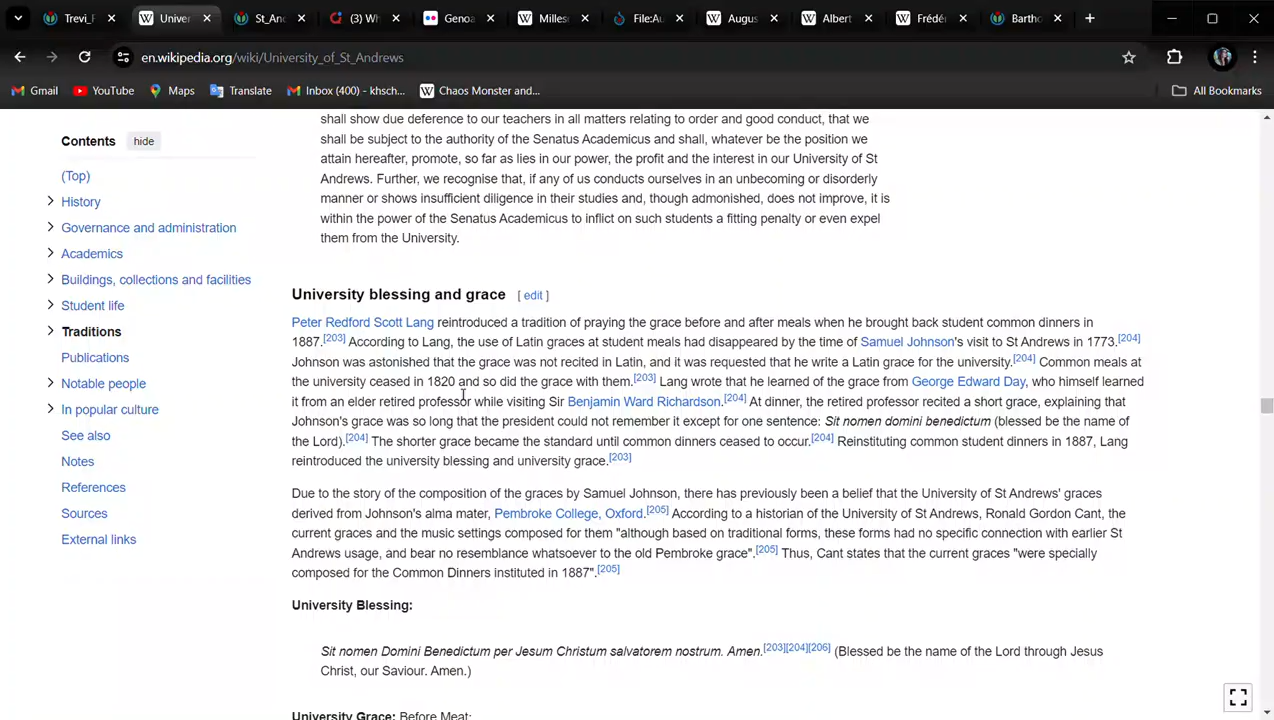 Trevi_F
Univer
St_And
(3) Wh
Genoa
Millesi
File:Au
Augus
Albert
Frédér
Bartho
en.wikipedia.org/wiki/University_of_St_Andrews
Gmail YouTube Maps Translate Inbox (400) - khsch... Chaos Monster and... All Bookmarks
Contents hide
(Top)
History
Governance and administration
Academics
Buildings, collections and facilities
Student life
Traditions
Publications
Notable people
In popular culture
See also
Notes
References
Sources
External links
shall show due deference to our teachers in all matters relating to order and good conduct, that we
shall be subject to the authority of the Senatus Academicus and shall, whatever be the position we
attain hereafter, promote, so far as lies in our power, the profit and the interest in our University of St
Andrews. Further, we recognise that, if any of us conducts ourselves in an unbecoming or disorderly
manner or shows insufficient diligence in their studies and, though admonished, does not improve, it is
within the power of the Senatus Academicus to inflict on such students a fitting penalty or even expel
them from the University.
University blessing and grace [ edit ]
Peter Redford Scott Lang reintroduced a tradition of praying the grace before and after meals when he brought back student common dinners in
1887.[203] According to Lang, the use of Latin graces at student meals had disappeared by the time of Samuel Johnson's visit to St Andrews in 1773.[204]
Johnson was astonished that the grace was not recited in Latin, and it was requested that he write a Latin grace for the university.[204] Common meals at
the university ceased in 1820 and so did the grace with them.[203] Lang wrote that he learned of the grace from George Edward Day, who himself learned
it from an elder retired professor while visiting Sir Benjamin Ward Richardson.[204] At dinner, the retired professor recited a short grace, explaining that
Johnson's grace was so long that the president could not remember it except for one sentence: Sit nomen domini benedictum (blessed be the name of
the Lord).[204] The shorter grace became the standard until common dinners ceased to occur.[204] Reinstituting common student dinners in 1887, Lang
reintroduced the university blessing and university grace.[203]
Due to the story of the composition of the graces by Samuel Johnson, there has previously been a belief that the University of St Andrews' graces
derived from Johnson's alma mater, Pembroke College, Oxford.[205] According to a historian of the University of St Andrews, Ronald Gordon Cant, the
current graces and the music settings composed for them "although based on traditional forms, these forms had no specific connection with earlier St
Andrews usage, and bear no resemblance whatsoever to the old Pembroke grace".[205] Thus, Cant states that the current graces "were specially
composed for the Common Dinners instituted in 1887".[205]
University Blessing:
Sit nomen Domini Benedictum per Jesum Christum salvatorem nostrum. Amen.[203][204][206] (Blessed be the name of the Lord through Jesus
Christ, our Saviour. Amen.)
University Grace: Before Meat: